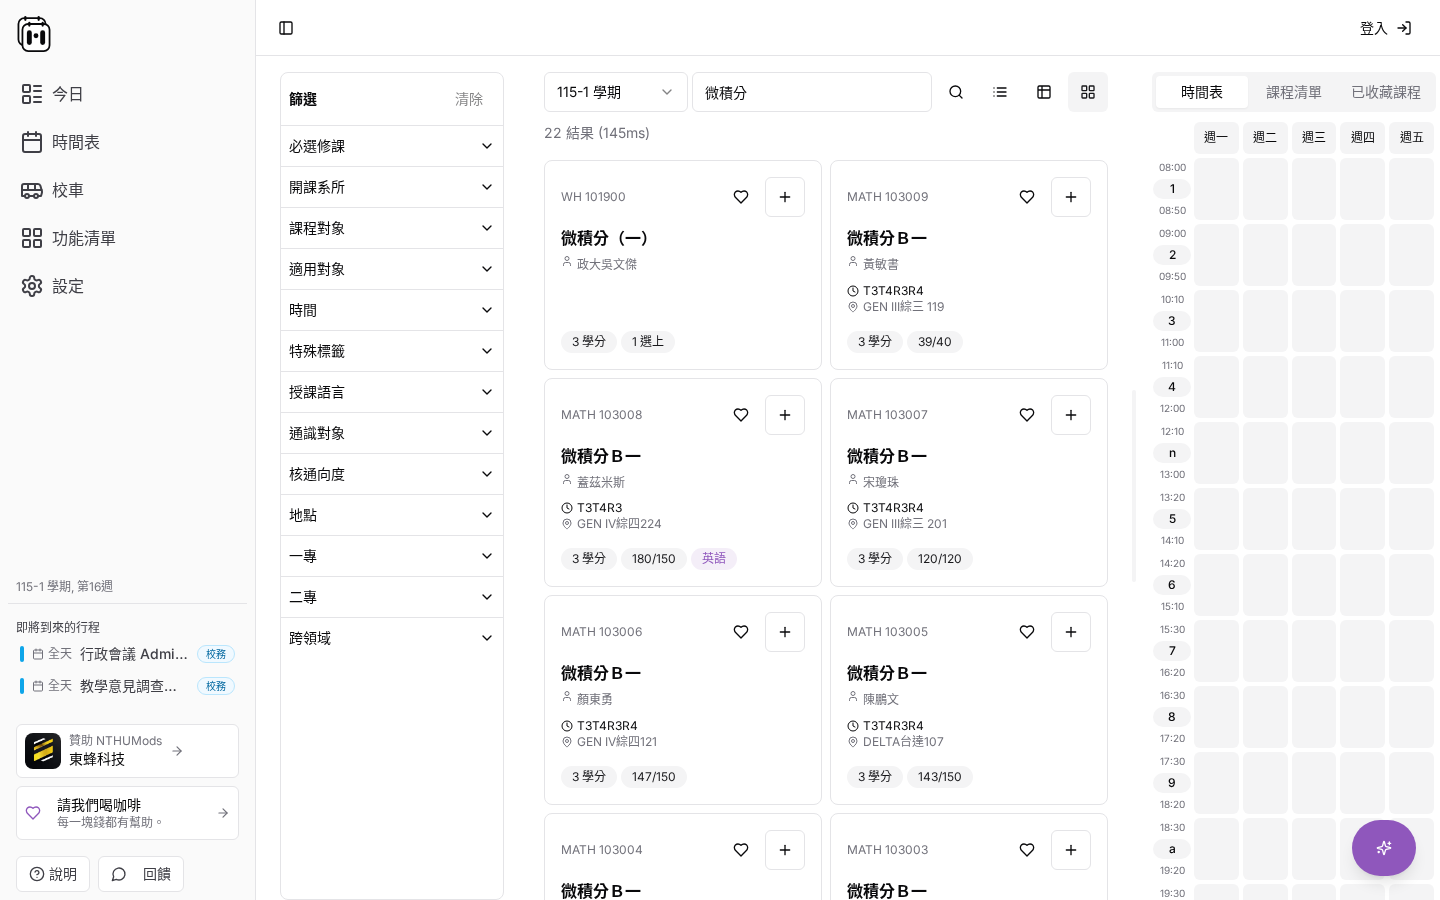 今日
時間表
校車
功能清單
設定
115-1 學期, 第16週
即將到來的行程
全天 行政會議 Admi... 校務
全天 教學意見調查... 校務
贊助 NTHUMods
東蜂科技
請我們喝咖啡
每一塊錢都有幫助。
說明
回饋
登入
篩選 清除
必選修課
開課系所
課程對象
適用對象
時間
特殊標籤
授課語言
通識對象
核通向度
地點
一專
二專
跨領域
115-1 學期
微積分
22 結果 (145ms)
WH 101900
微積分（一）
政大吳文傑
3 學分 1 選上
MATH 103009
微積分Ｂ一
黃敏書
T3T4R3R4
GEN III綜三 119
3 學分 39/40
MATH 103008
微積分Ｂ一
蓋茲米斯
T3T4R3
GEN IV綜四224
3 學分 180/150 英語
MATH 103007
微積分Ｂ一
宋瓊珠
T3T4R3R4
GEN III綜三 201
3 學分 120/120
MATH 103006
微積分Ｂ一
顏東勇
T3T4R3R4
GEN IV綜四121
3 學分 147/150
MATH 103005
微積分Ｂ一
陳鵬文
T3T4R3R4
DELTA台達107
3 學分 143/150
MATH 103004
微積分Ｂ一
MATH 103003
微積分Ｂ一
時間表 課程清單 已收藏課程
週一 週二 週三 週四 週五
08:00
1
08:50
09:00
2
09:50
10:10
3
11:00
11:10
4
12:00
12:10
n
13:00
13:20
5
14:10
14:20
6
15:10
15:30
7
16:20
16:30
8
17:20
17:30
9
18:20
18:30
a
19:20
19:30